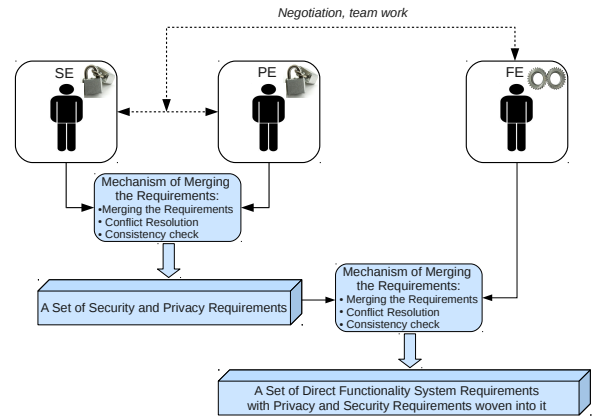 Negotiation, team work
SE
PE
FE
Mechanism of Merging
the Requirements:
•Merging the Requirements
• Conflict Resolution
• Consistency check
A Set of Security and Privacy Requirements
Mechanism of Merging
the Requirements:
• Merging the Requirements
• Conflict Resolution
• Consistency check
A Set of Direct Functionality System Requirements
with Privacy and Security Requirements woven into it